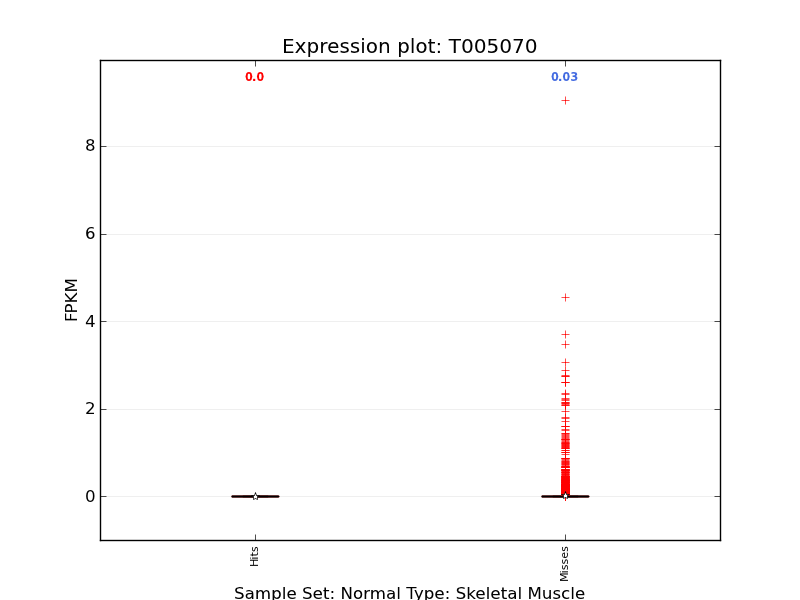 Expression plot: T005070
0.0
0.03
8
6
4
2
0
FPKM
Hits
Misses
Sample Set: Normal Type: Skeletal Muscle